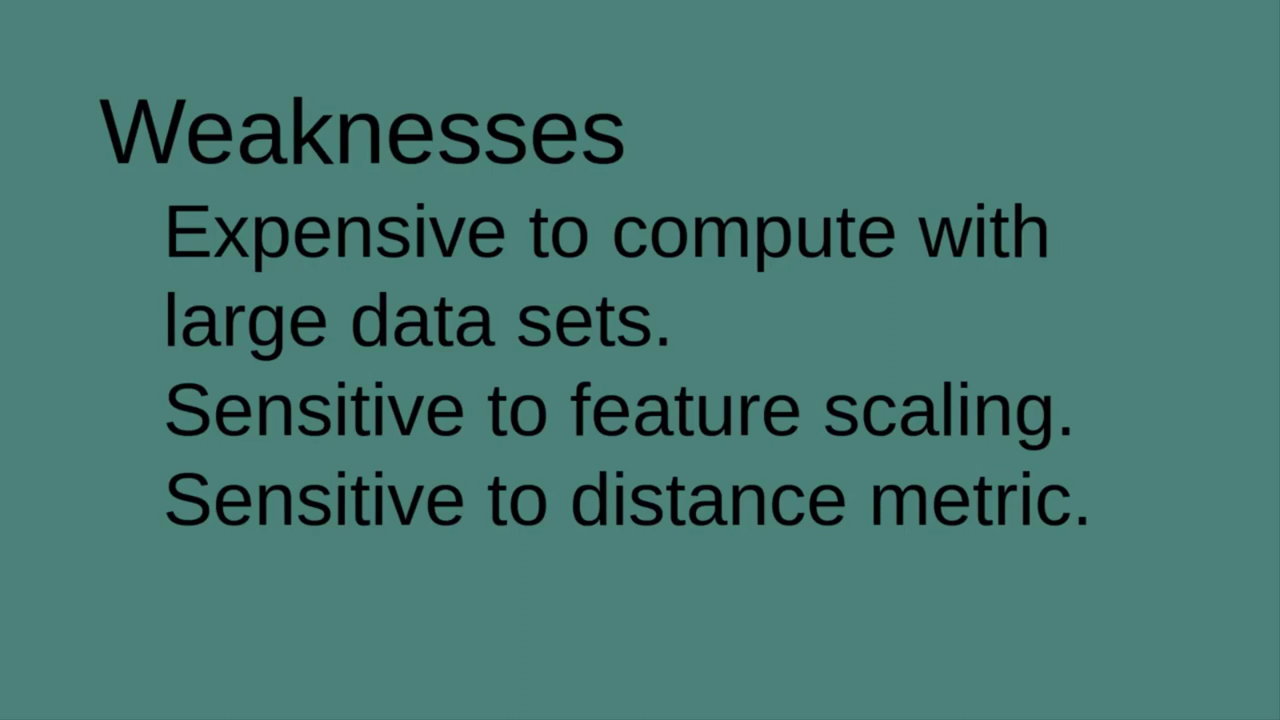 Weaknesses
Expensive to compute with
large data sets.
Sensitive to feature scaling.
Sensitive to distance metric.